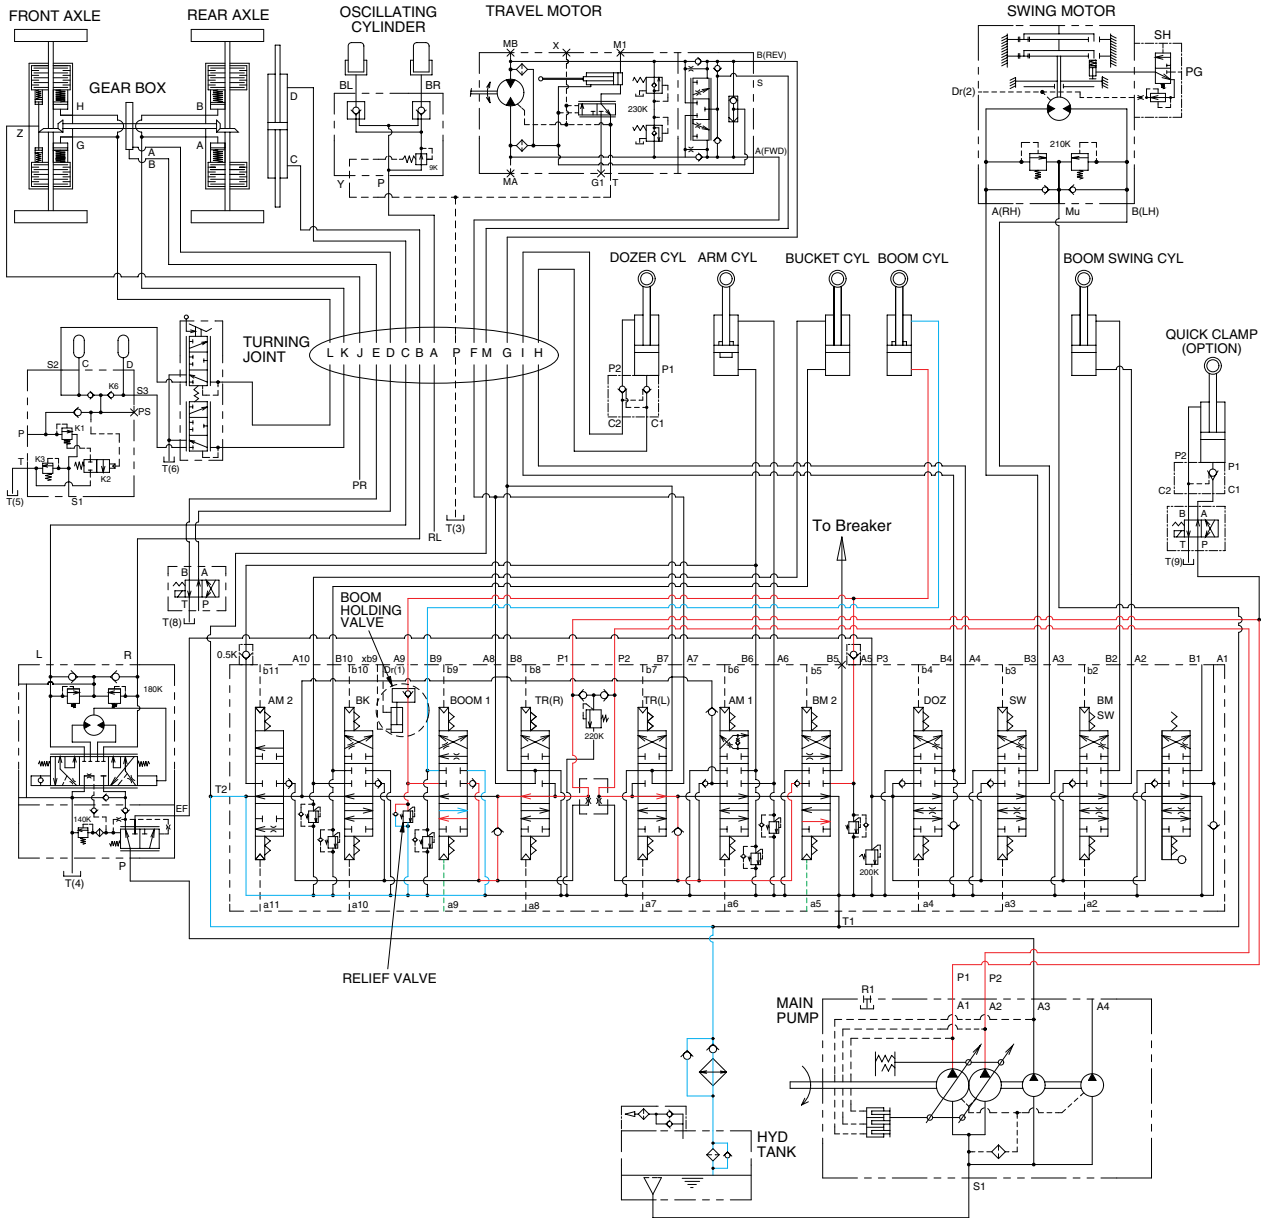 FRONT AXLE
REAR AXLE
OSCILLATING
CYLINDER
TRAVEL MOTOR
SWING MOTOR
GEAR BOX
BL
BR
MB
X
M1
B(REV)
S
230K
A(FWD)
MA
G1
T
SH
PG
Dr(2)
210K
A(RH)
Mu
B(LH)
H
B
Z
G
A
A
B
D
C
9K
Y
P
DOZER CYL
ARM CYL
BUCKET CYL
BOOM CYL
BOOM SWING CYL
QUICK CLAMP
(OPTION)
TURNING
JOINT
L K J E D C B A P F M G I H
P2
P1
C2
C1
P2
P1
C2
C1
B
A
T
P
T(9)
S2
C
D
K6
S3
PS
P
K1
T
K3
K2
T(5)
S1
T(6)
PR
RL
T(3)
To Breaker
B
A
T
P
T(8)
BOOM
HOLDING
VALVE
L
R
180K
EF
140K
P
T(4)
0.5K
b11
A10
B10
xb9
b10
Dr(1)
A9
B9
b9
A8
B8
b8
P1
P2
b7
B7
A7
b6
B6
A6
b5
B5
A5
P3
b4
B4
A4
b3
B3
A3
b2
B2
A2
B1
A1
AM 2
BK
BOOM 1
TR(R)
TR(L)
AM 1
BM 2
DOZ
SW
BM
SW
220K
T2
200K
a11
a10
a9
a8
a7
a6
a5
a4
a3
a2
T1
RELIEF VALVE
MAIN
PUMP
R1
P1
P2
A1
A2
A3
A4
S1
HYD
TANK